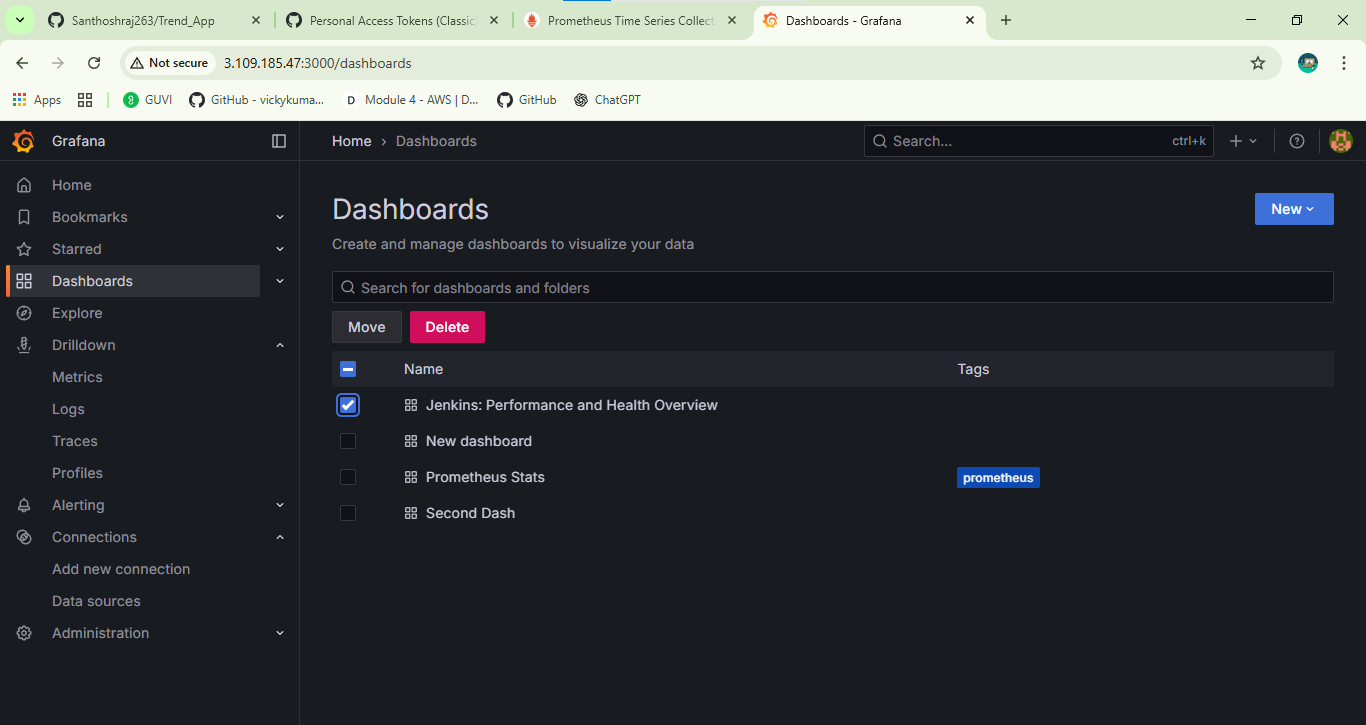 Santhoshraj263/Trend_App
Personal Access Tokens (Classic
Prometheus Time Series Collect
Dashboards - Grafana
Not secure
3.109.185.47:3000/dashboards
Apps
GUVI
GitHub - vickykuma...
D
Module 4 - AWS | D...
GitHub
ChatGPT
Grafana
Home › Dashboards
Search...
ctrl+k
Home
Bookmarks
Starred
Dashboards
Explore
Drilldown
Metrics
Logs
Traces
Profiles
Alerting
Connections
Add new connection
Data sources
Administration
Dashboards
New
Create and manage dashboards to visualize your data
Search for dashboards and folders
Move
Delete
Name
Tags
Jenkins: Performance and Health Overview
New dashboard
Prometheus Stats
prometheus
Second Dash